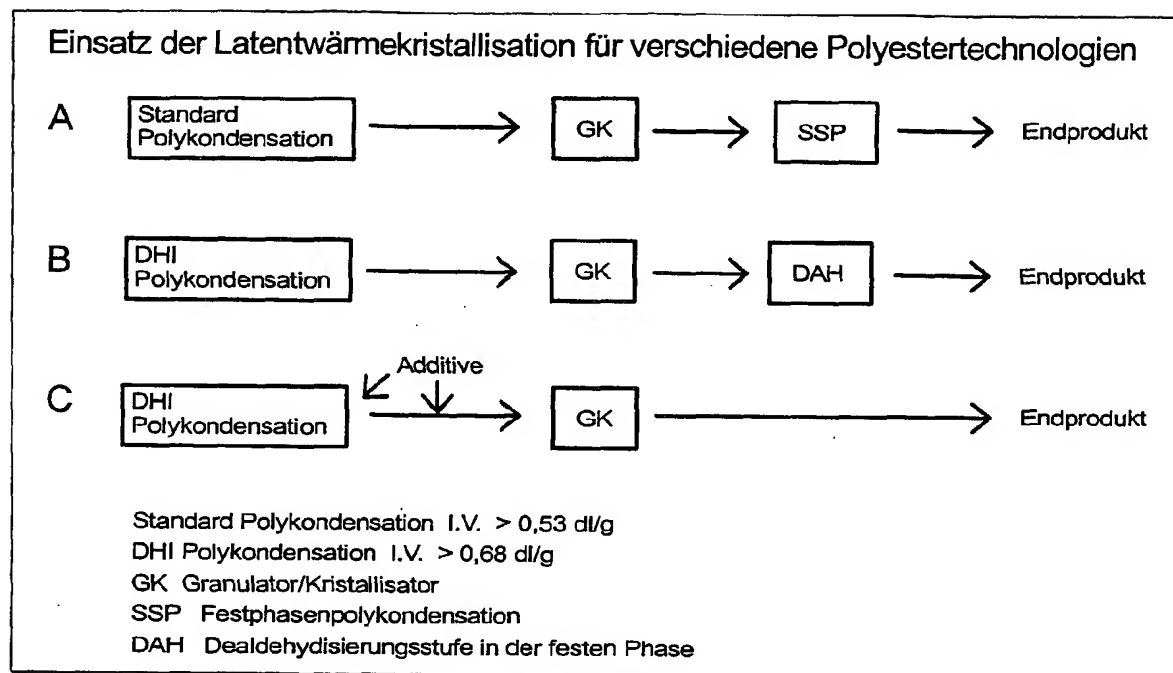 Einsatz der Latentwärmekristallisation für verschiedene Polyestertechnologien
A
Standard
Polykondensation
GK
SSP
Endprodukt
B
DHI
Polykondensation
GK
DAH
Endprodukt
Additive
C
DHI
Polykondensation
GK
Endprodukt
Standard Polykondensation I.V. > 0,53 dl/g
DHI Polykondensation I.V. > 0,68 dl/g
GK Granulator/Kristallisator
SSP Festphasenpolykondensation
DAH Dealdehydisierungsstufe in der festen Phase